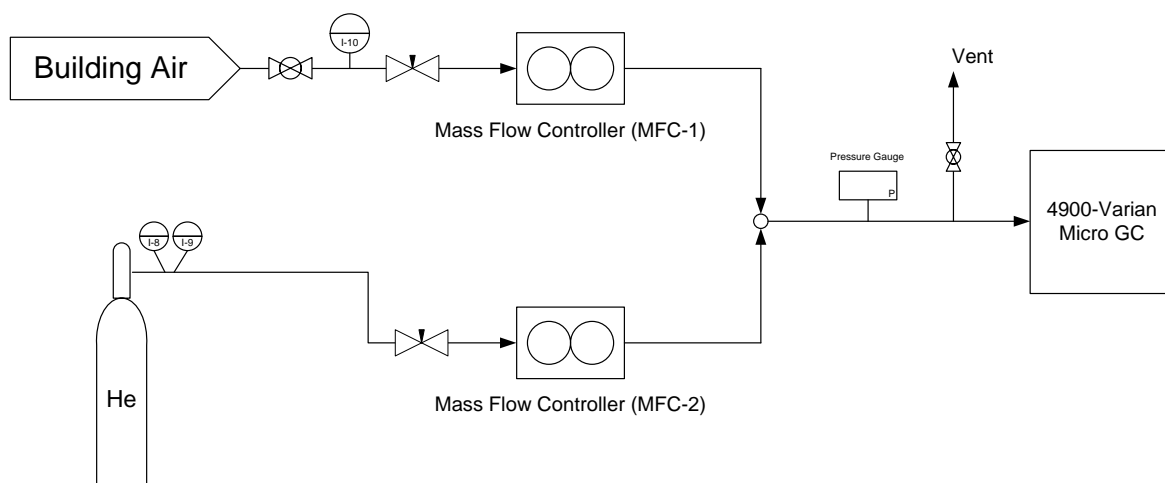 Building Air
I-10
Mass Flow Controller (MFC-1)
Vent
Pressure Gauge
P
4900-Varian
Micro GC
I-8
I-9
He
Mass Flow Controller (MFC-2)